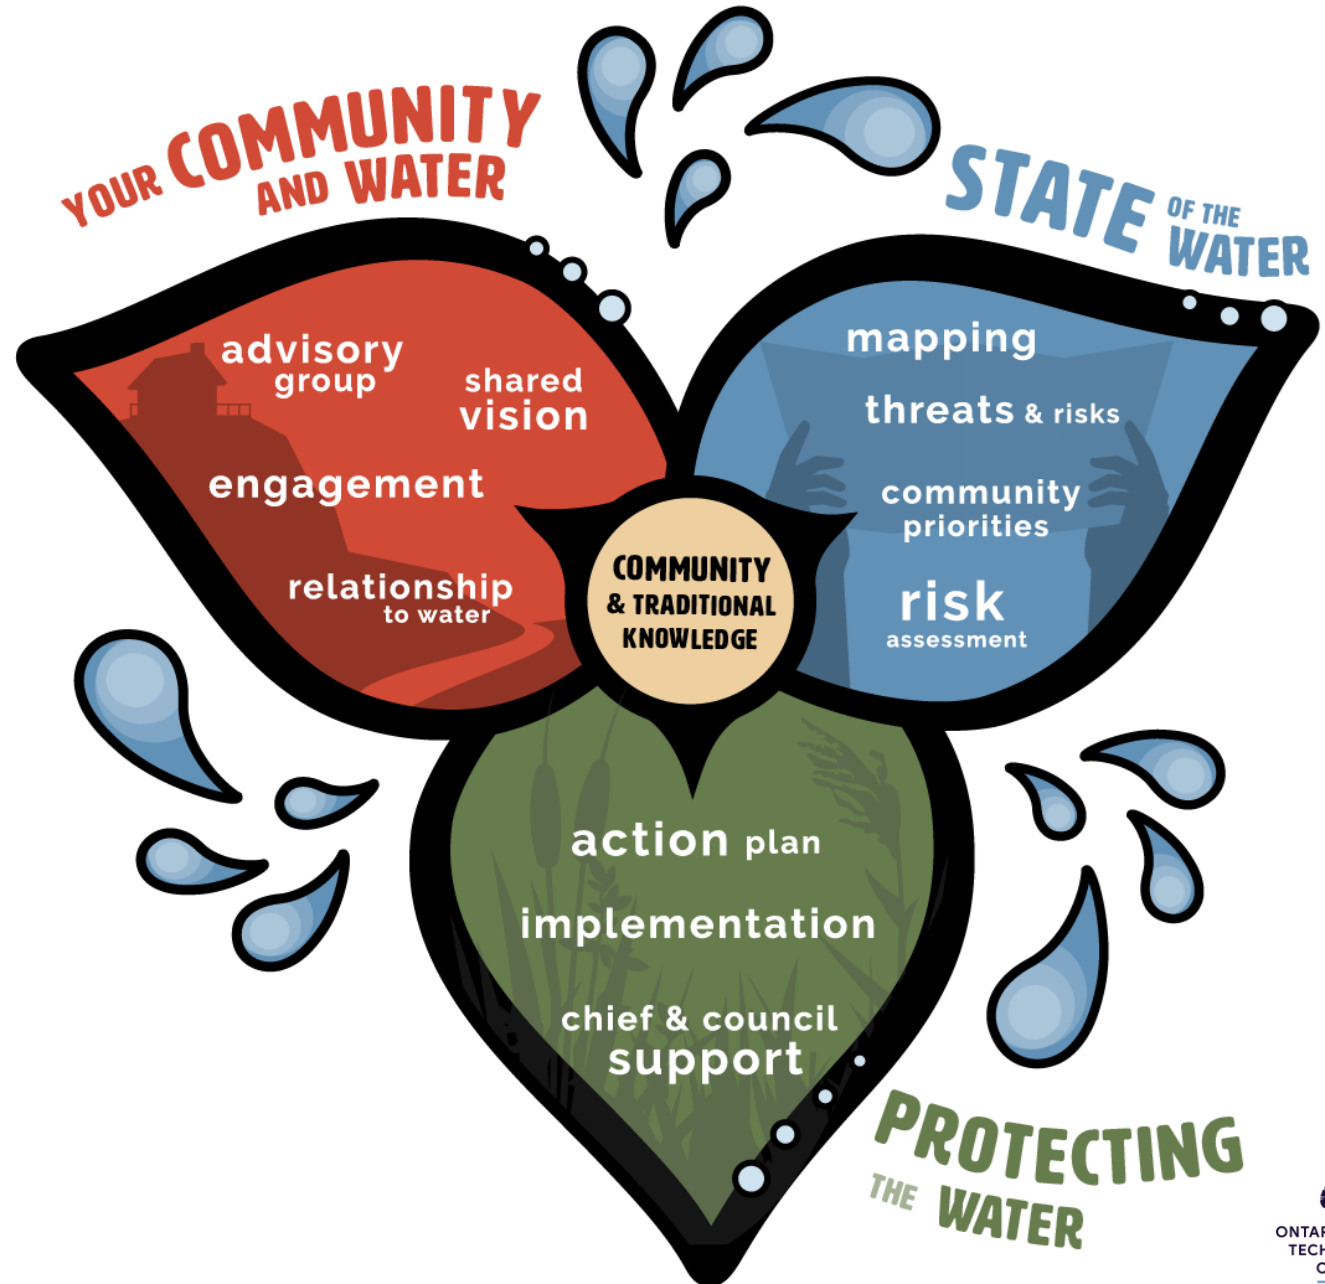 YOUR COMMUNITY
AND WATER
STATE OF THE
WATER
advisory
group
shared
vision
engagement
relationship
to water
mapping
threats & risks
community
priorities
risk
assessment
COMMUNITY
& TRADITIONAL
KNOWLEDGE
action plan
implementation
chief & council
support
PROTECTING
THE WATER